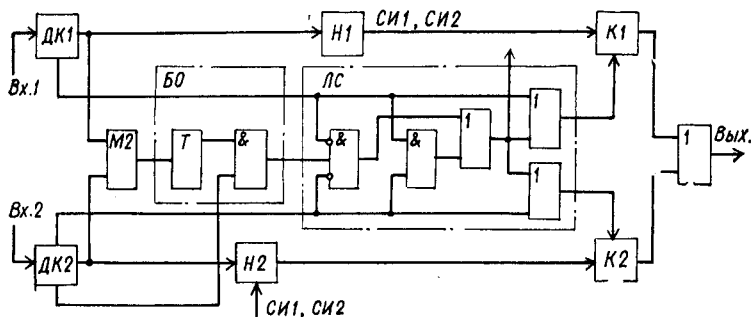 СИ1, СИ2
ДК1
Н1
К1
Вх.1
БО
ЛС
М2
Т
&
&
&
1
1
1
1
Вых.
Вх.2
ДК2
Н2
К2
СИ1, СИ2